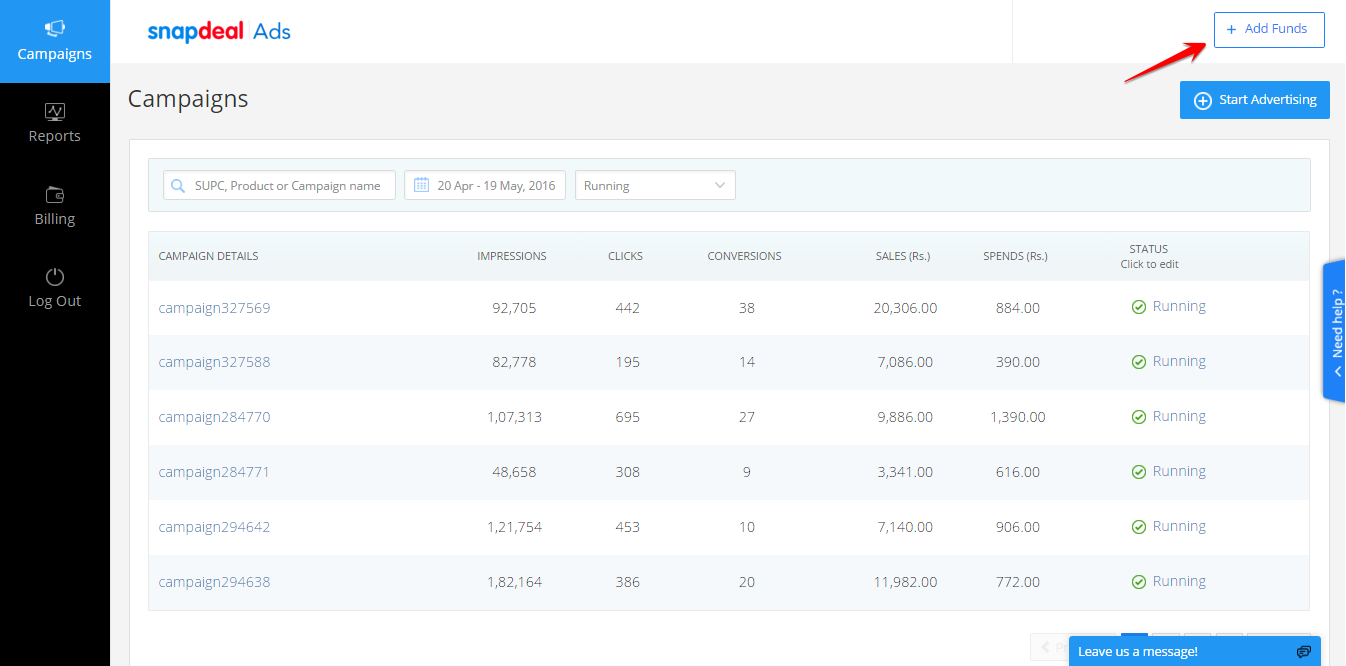 Campaigns
Reports
Billing
Log Out
snapdeal Ads
+ Add Funds
Campaigns
Start Advertising
SUPC, Product or Campaign name 20 Apr - 19 May, 2016 Running
CAMPAIGN DETAILS IMPRESSIONS CLICKS CONVERSIONS SALES (Rs.) SPENDS (Rs.) STATUS
Click to edit
campaign327569 92,705 442 38 20,306.00 884.00 Running
campaign327588 82,778 195 14 7,086.00 390.00 Running
campaign284770 1,07,313 695 27 9,886.00 1,390.00 Running
campaign284771 48,658 308 9 3,341.00 616.00 Running
campaign294642 1,21,754 453 10 7,140.00 906.00 Running
campaign294638 1,82,164 386 20 11,982.00 772.00 Running
Need help ?
Leave us a message!